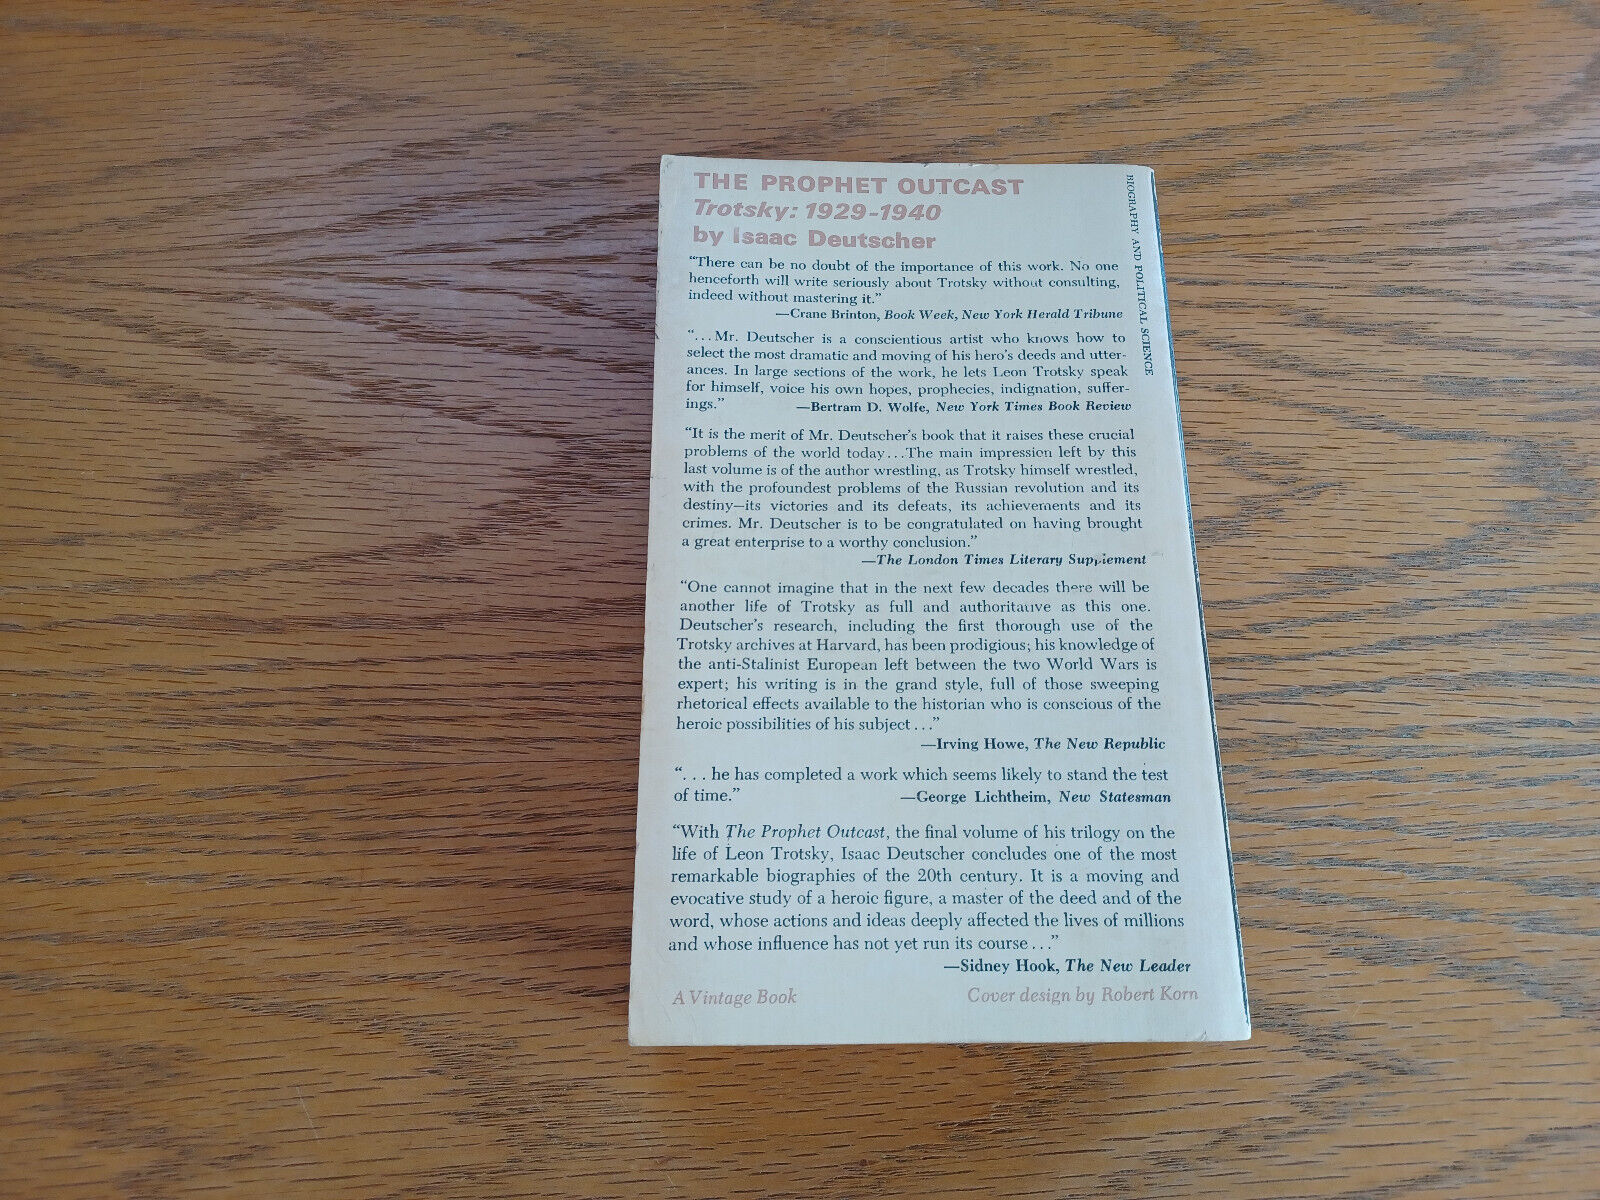 THE PROPHET OUTCAST
Trotsky: 1929-1940
by Isaac Deutscher
BIOGRAPHY AND POLITICAL SCIENCE
“There can be no doubt of the importance of this work. No one
henceforth will write seriously about Trotsky without consulting,
indeed without mastering it.”
—Crane Brinton, Book Week, New York Herald Tribune
“...Mr. Deutscher is a conscientious artist who knows how to
select the most dramatic and moving of his hero's deeds and utter-
ances. In large sections of the work, he lets Leon Trotsky speak
for himself, voice his own hopes, prophecies, indignation, suffer-
ings.” —Bertram D. Wolfe, New York Times Book Review
“It is the merit of Mr. Deutscher's book that it raises these crucial
problems of the world today...The main impression left by this
last volume is of the author wrestling, as Trotsky himself wrestled,
with the profoundest problems of the Russian revolution and its
destiny—its victories and its defeats, its achievements and its
crimes. Mr. Deutscher is to be congratulated on having brought
a great enterprise to a worthy conclusion.”
—The London Times Literary Supplement
“One cannot imagine that in the next few decades there will be
another life of Trotsky as full and authoritative as this one.
Deutscher's research, including the first thorough use of the
Trotsky archives at Harvard, has been prodigious; his knowledge of
the anti-Stalinist European left between the two World Wars is
expert; his writing is in the grand style, full of those sweeping
rhetorical effects available to the historian who is conscious of the
heroic possibilities of his subject...”
—Irving Howe, The New Republic
“...he has completed a work which seems likely to stand the test
of time.” —George Lichtheim, New Statesman
“With The Prophet Outcast, the final volume of his trilogy on the
life of Leon Trotsky, Isaac Deutscher concludes one of the most
remarkable biographies of the 20th century. It is a moving and
evocative study of a heroic figure, a master of the deed and of the
word, whose actions and ideas deeply affected the lives of millions
and whose influence has not yet run its course...”
—Sidney Hook, The New Leader
A Vintage Book Cover design by Robert Korn